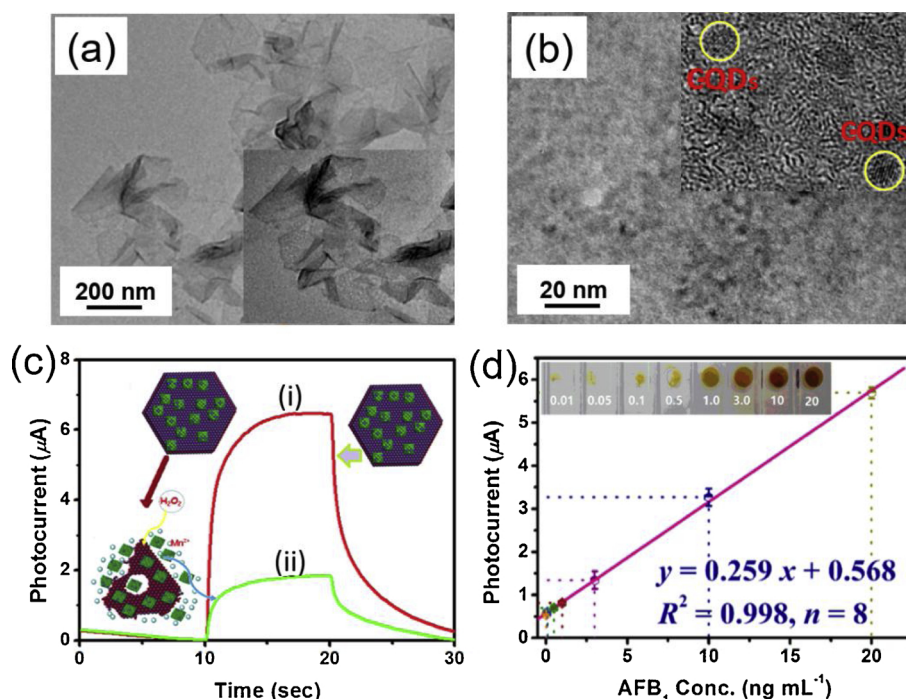 (a)
200 nm
(b)
GQDs
GQDs
20 nm
(c)
Photocurrent (µA)
8
6
4
2
0
0 10 20 30
Time (sec)
(i)
(ii)
H₂O₂
Mn²⁺
(d)
Photocurrent (µA)
6
5
4
3
2
1
0
0.01 0.05 0.1 0.5 1.0 3.0 10 20
y = 0.259 x + 0.568
R² = 0.998, n = 8
0 5 10 15 20
AFB₁ Conc. (ng mL⁻¹)